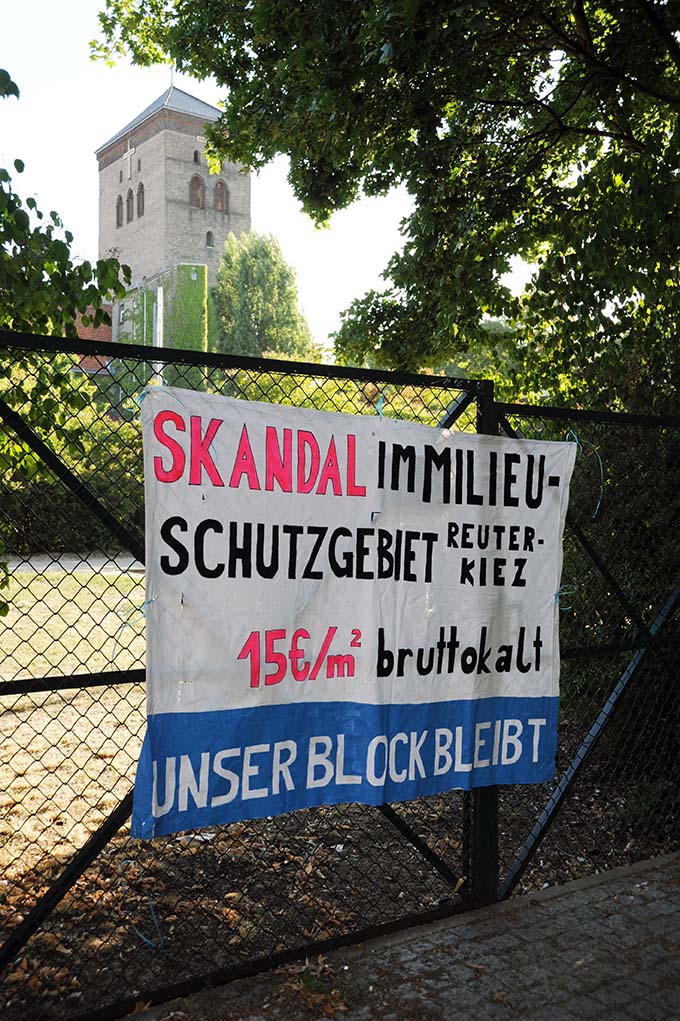 SKANDAL IM MILIEU-
SCHUTZGEBIET REUTER-
KIEZ
15€/m² bruttokalt
UNSER BLOCK BLEIBT